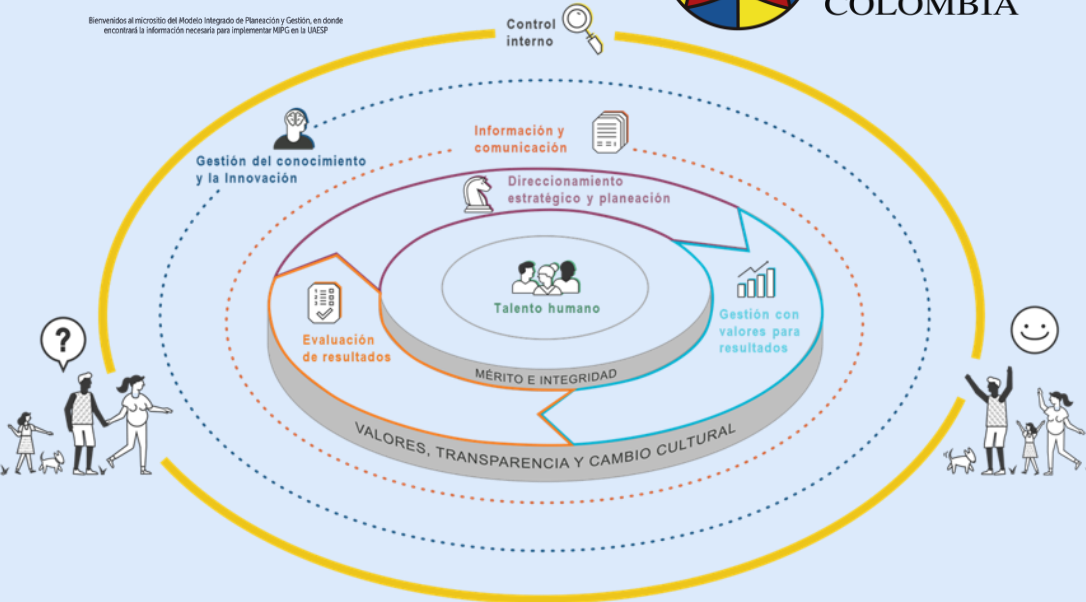 COLOMBIA
Bienvenidos al micrositio del Modelo Integrado de Planeación y Gestión, en donde
encontrará la información necesaria para implementar MIPG en la UAESP
Control
interno
Información y
comunicación
Gestión del conocimiento
y la Innovación
Direccionamiento
estratégico y planeación
Talento humano
Gestión con
valores para
resultados
Evaluación
de resultados
MÉRITO E INTEGRIDAD
VALORES, TRANSPARENCIA Y CAMBIO CULTURAL
?